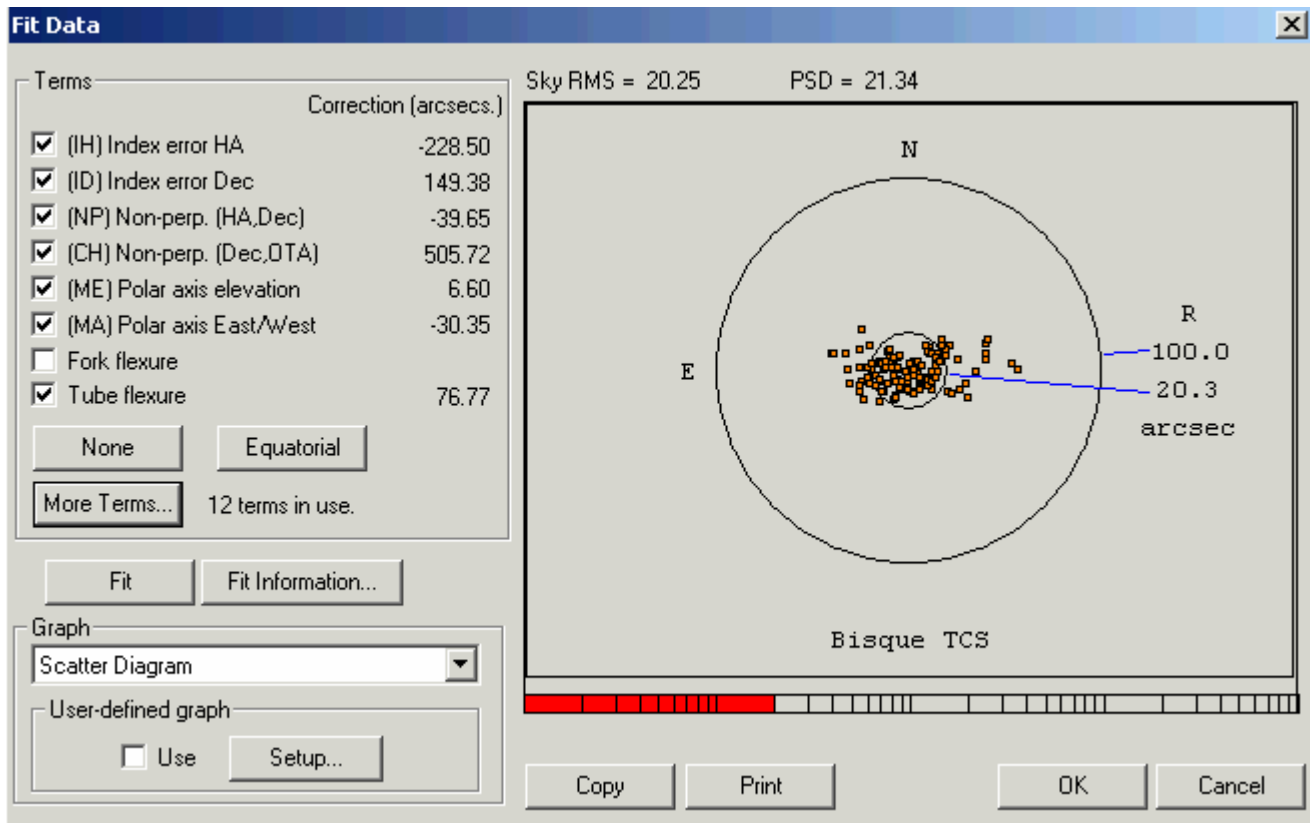 Fit Data
Terms
Correction (arcsecs.)
(IH) Index error HA -228.50
(ID) Index error Dec 149.38
(NP) Non-perp. (HA,Dec) -39.65
(CH) Non-perp. (Dec,OTA) 505.72
(ME) Polar axis elevation 6.60
(MA) Polar axis East/West -30.35
Fork flexure
Tube flexure 76.77
None Equatorial
More Terms... 12 terms in use.
Fit Fit Information...
Graph
Scatter Diagram
User-defined graph
Use Setup...
Sky RMS = 20.25 PSD = 21.34
N
E
R
100.0
20.3
arcsec
Bisque TCS
Copy Print OK Cancel